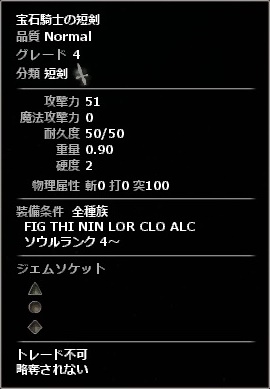 宝石騎士の短剣
品質 Normal
グレード 4
分類 短剣
攻撃力 51
魔法攻撃力 0
耐久度 50/50
重量 0.90
硬度 2
物理属性 斬0 打0 突100
装備条件 全種族
FIG THI NIN LOR CLO ALC
ソウルランク 4～
ジェムソケット
トレード不可
略奪されない